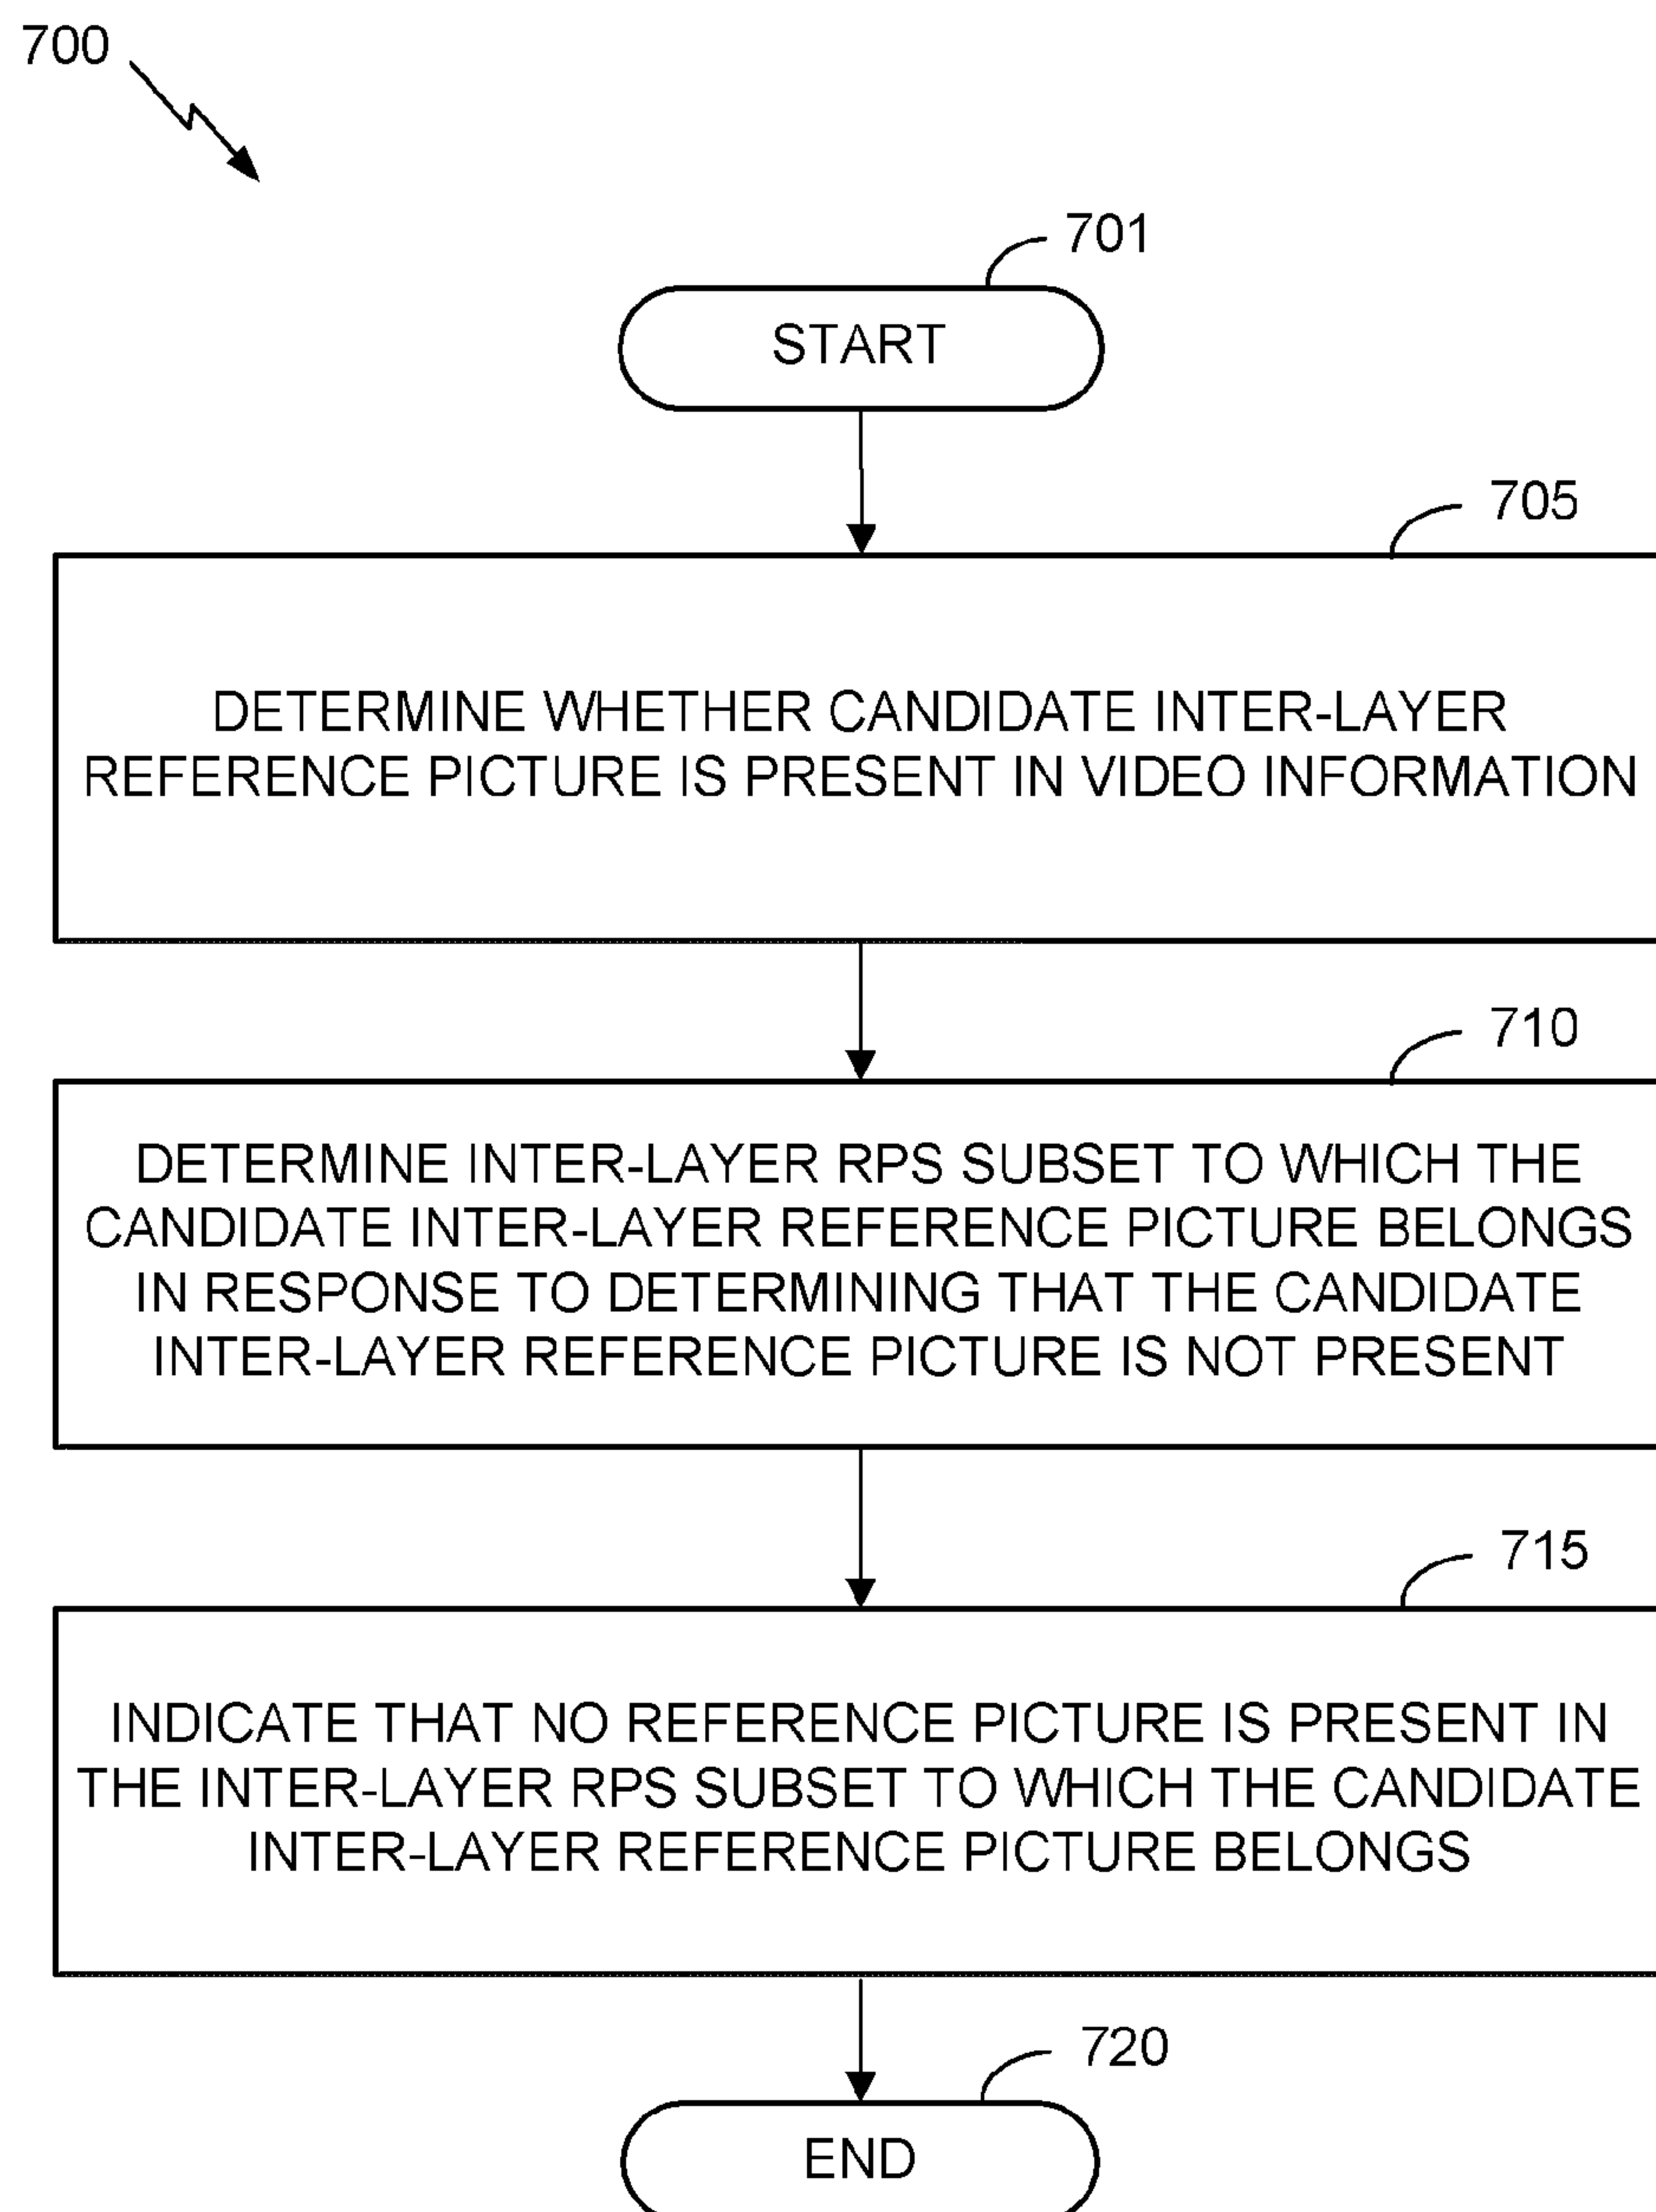 700
701
START
705
DETERMINE WHETHER CANDIDATE INTER-LAYER
REFERENCE PICTURE IS PRESENT IN VIDEO INFORMATION
710
DETERMINE INTER-LAYER RPS SUBSET TO WHICH THE
CANDIDATE INTER-LAYER REFERENCE PICTURE BELONGS
IN RESPONSE TO DETERMINING THAT THE CANDIDATE
INTER-LAYER REFERENCE PICTURE IS NOT PRESENT
715
INDICATE THAT NO REFERENCE PICTURE IS PRESENT IN
THE INTER-LAYER RPS SUBSET TO WHICH THE CANDIDATE
INTER-LAYER REFERENCE PICTURE BELONGS
720
END